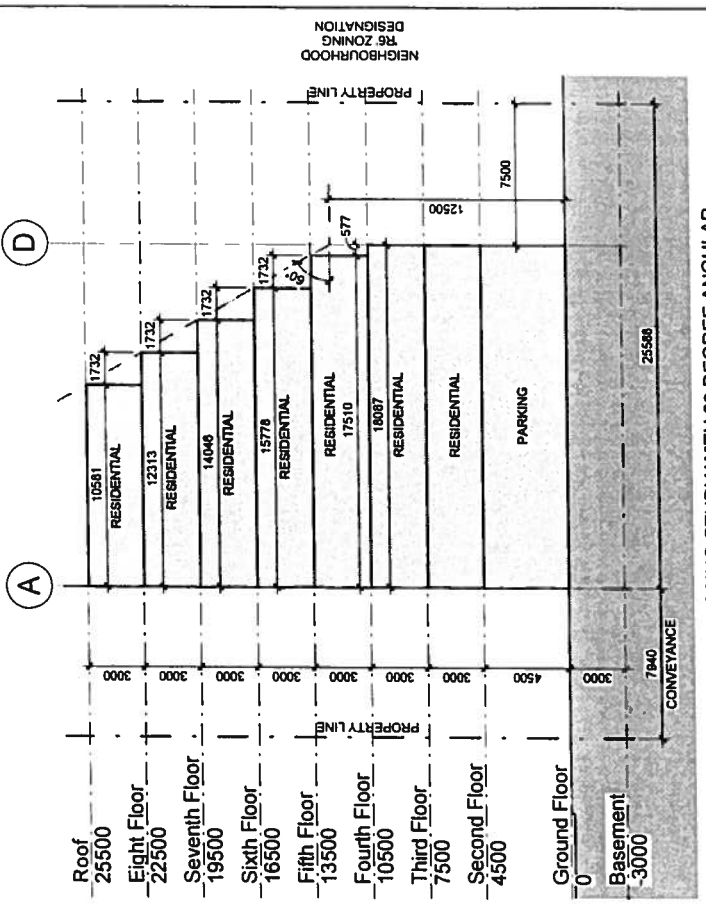 A
D
NEIGHBOURHOOD
'R6' ZONING
DESIGNATION
Roof
25500
Eight Floor
22500
Seventh Floor
19500
Sixth Floor
16500
Fifth Floor
13500
Fourth Floor
10500
Third Floor
7500
Second Floor
4500
Ground Floor
0
Basement
-3000
PROPERTY LINE
3000
3000
3000
3000
3000
3000
3000
4500
3000
7940
CONVEYANCE
1732
10581
RESIDENTIAL
1732
12313
RESIDENTIAL
1732
14046
RESIDENTIAL
1732
15778
RESIDENTIAL
60°
577
RESIDENTIAL
17510
18087
RESIDENTIAL
RESIDENTIAL
PARKING
12500
7500
PROPERTY LINE
25588